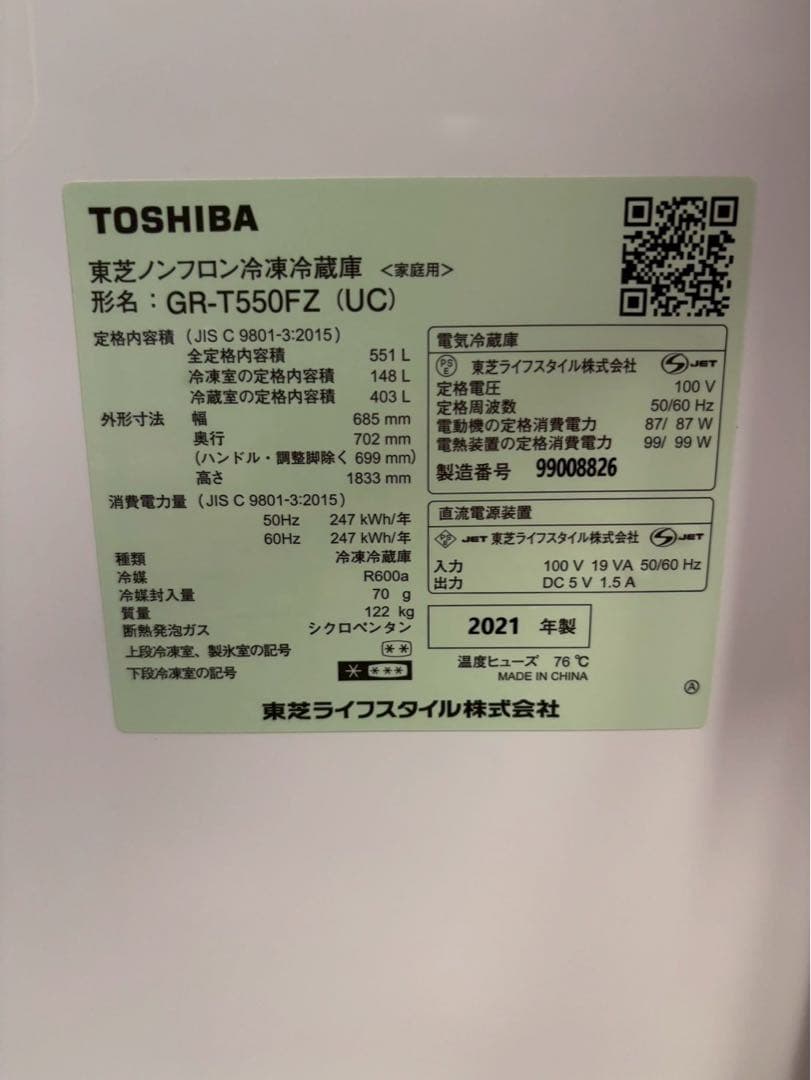 TOSHIBA
東芝ノンフロン冷凍冷蔵庫 <家庭用>
形名：GR-T550FZ (UC)
定格内容積 (JIS C 9801-3:2015)
全定格内容積 551 L
冷凍室の定格内容積 148 L
冷蔵室の定格内容積 403 L
外形寸法 幅 685 mm
奥行 702 mm
(ハンドル・調整脚除く 699 mm)
高さ 1833 mm
消費電力量 (JIS C 9801-3:2015)
50Hz 247 kWh/年
60Hz 247 kWh/年
種類 冷凍冷蔵庫
冷媒 R600a
冷媒封入量 70 g
質量 122 kg
断熱発泡ガス シクロペンタン
上段冷凍室、製氷室の記号 **
下段冷凍室の記号 * ***
電気冷蔵庫
PSE 東芝ライフスタイル株式会社 JET
定格電圧 100 V
定格周波数 50/60 Hz
電動機の定格消費電力 87/ 87 W
電熱装置の定格消費電力 99/ 99 W
製造番号 99008826
直流電源装置
PSE JET 東芝ライフスタイル株式会社 JET
入力 100 V 19 VA 50/60 Hz
出力 DC 5 V 1.5 A
2021 年製
温度ヒューズ 76 ℃
MADE IN CHINA
Ⓐ
東芝ライフスタイル株式会社